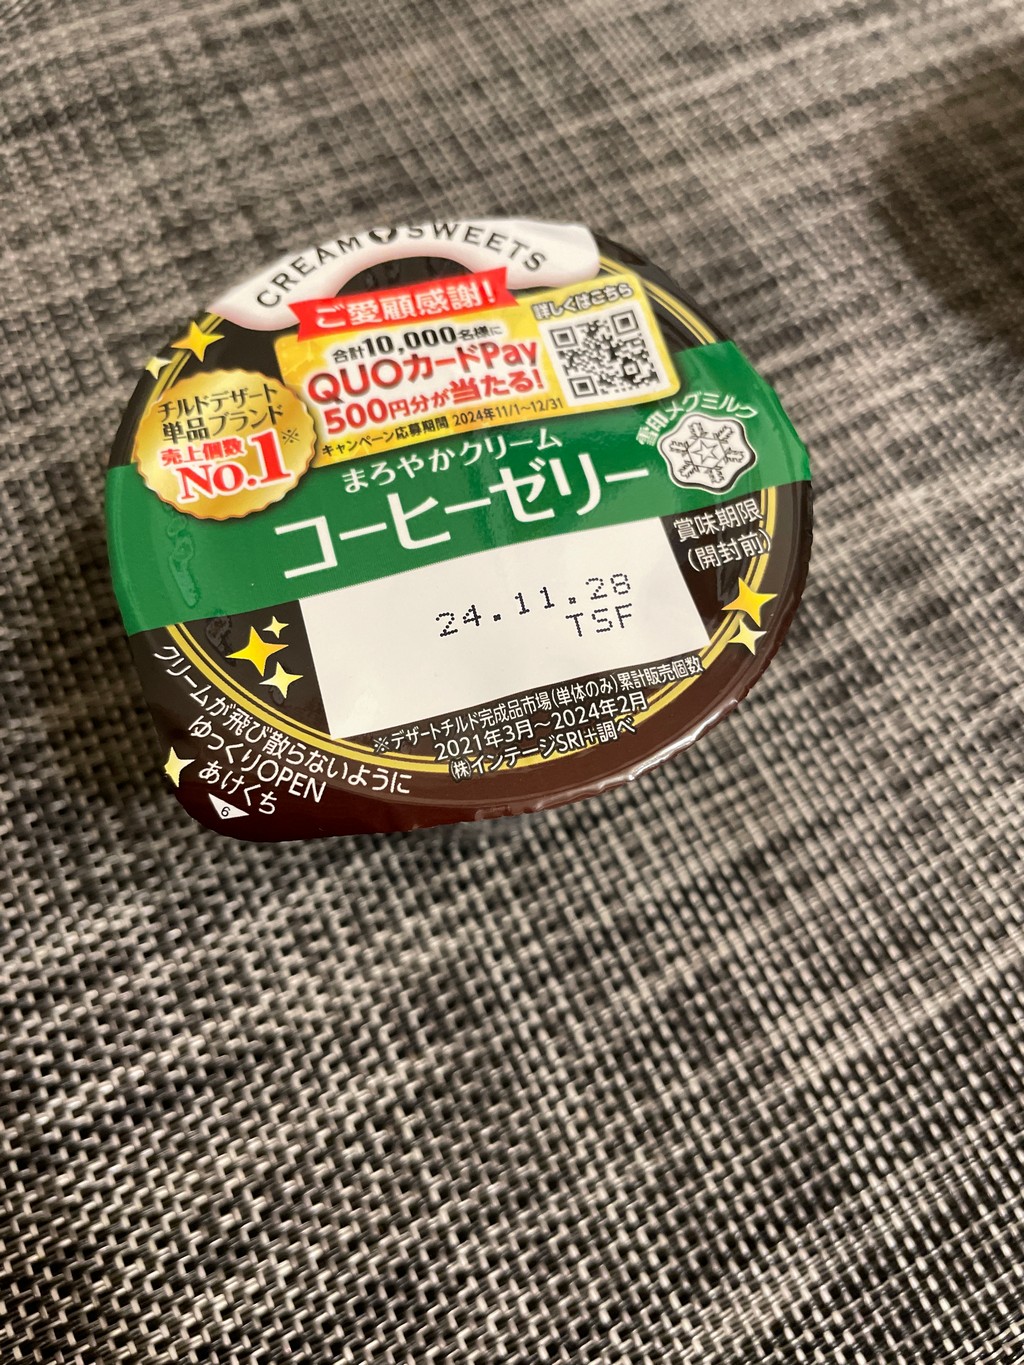 CREAM SWEETS
ご愛顧感謝!
合計10,000名様に
QUOカードPay
500円分が当たる!
キャンペーン応募期間 2024年11/1~12/31
詳しくはこちら
チルドデザート
単品ブランド
売上個数
No.1※
雪印メグミルク
まろやかクリーム
コーヒーゼリー
賞味期限
(開封前)
24.11.28
TSF
※デザートチルド完成品市場(単体のみ)累計販売個数
2021年3月~2024年2月
㈱インテージSRI+調べ
クリームが飛び散らないように
ゆっくりOPEN
あけくち
6